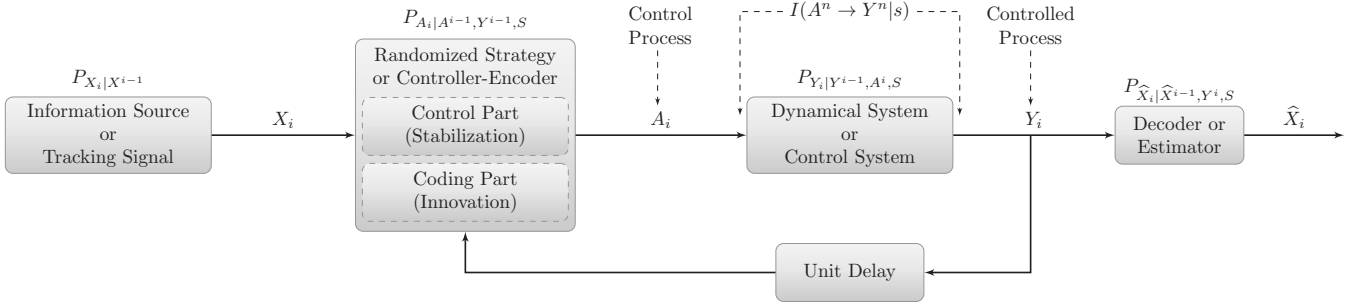 P_{X_i|X^{i-1}}
Information Source
or
Tracking Signal
X_i
P_{A_i|A^{i-1},Y^{i-1},S}
Randomized Strategy
or Controller-Encoder
Control Part
(Stabilization)
Coding Part
(Innovation)
Control
Process
A_i
I(A^n → Y^n|s)
P_{Y_i|Y^{i-1},A^i,S}
Dynamical System
or
Control System
Controlled
Process
Y_i
P_{\widehat{X}_i|\widehat{X}^{i-1},Y^i,S}
Decoder or
Estimator
\widehat{X}_i
Unit Delay